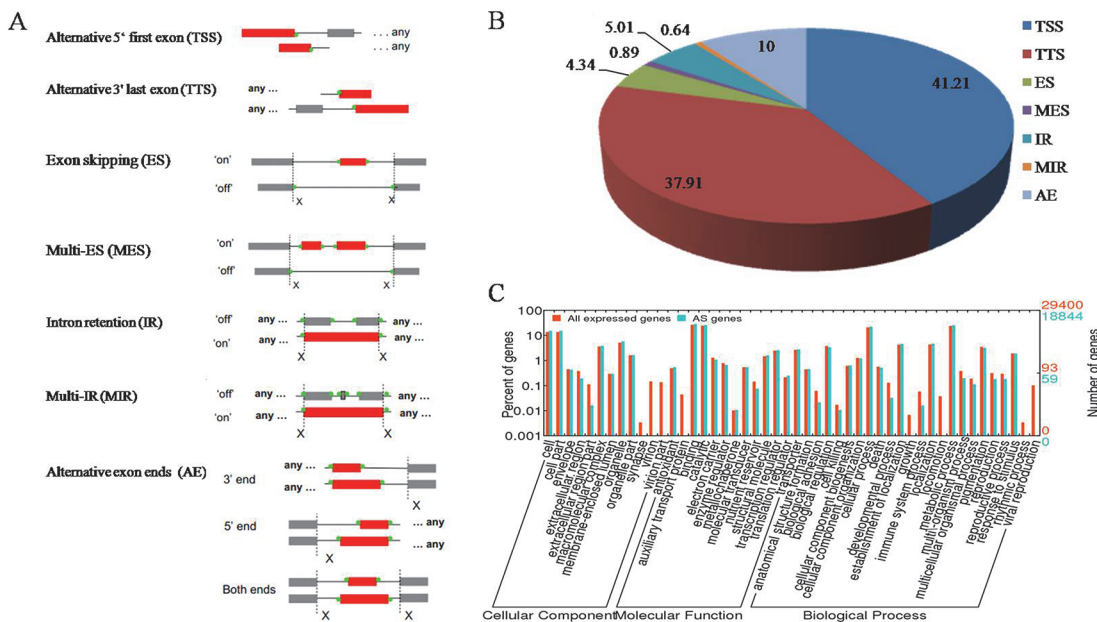 A
Alternative 5' first exon (TSS)
. . . any
. . . any
Alternative 3' last exon (TTS)
any ...
any ...
Exon skipping (ES)
'on'
'off'
X X
Multi-ES (MES)
'on'
'off'
X X
Intron retention (IR)
'off' any ... any ...
'on' any ... any ...
X X
Multi-IR (MIR)
'off' any ... any ...
'on' any ... any ...
X X
Alternative exon ends (AE)
3' end
any ...
any ...
X
5' end
... any
... any
X
Both ends
X X
B
41.21
37.91
4.34
0.89
5.01
0.64
10
TSS
TTS
ES
MES
IR
MIR
AE
C
All expressed genes
AS genes
Percent of genes
100
10
1
0.1
0.01
0.001
29400
18844
93
59
0
0
Number of genes
cell
cell part
envelope
extracellular region
extracellular region part
macromolecular complex
membrane-enclosed lumen
organelle
organelle part
synapse
virion
virion part
antioxidant
auxiliary transport protein
binding
catalytic
electron carrier
enzyme regulator
metallochaperone
molecular transducer
nutrient reservoir
structural molecule
transcription regulator
translation regulator
transporter
anatomical structure formation
biological adhesion
biological regulation
cell killing
cellular component biogenesis
cellular component organization
cellular process
death
developmental process
establishment of localization
growth
immune system process
localization
locomotion
metabolic process
multi-organism process
multicellular organismal process
pigmentation
reproduction
reproductive process
response to stimulus
rhythmic process
viral reproduction
Cellular Component
Molecular Function
Biological Process